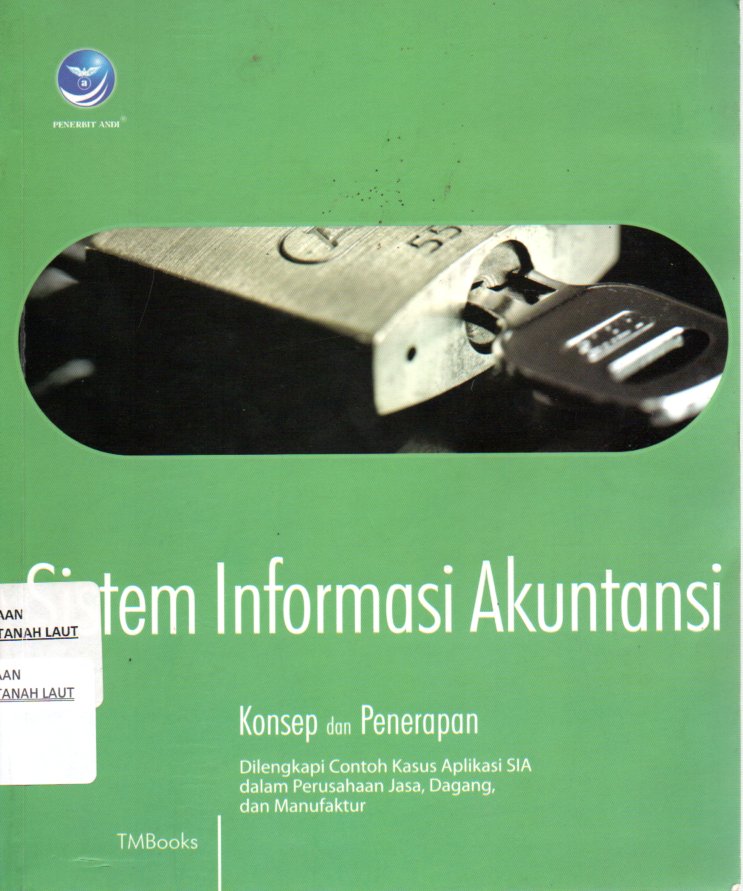 a
PENERBIT ANDI®
55
Sistem Informasi Akuntansi
AAN
TANAH LAUT
AAN
TANAH LAUT
Konsep dan Penerapan
Dilengkapi Contoh Kasus Aplikasi SIA
dalam Perusahaan Jasa, Dagang,
dan Manufaktur
TMBooks